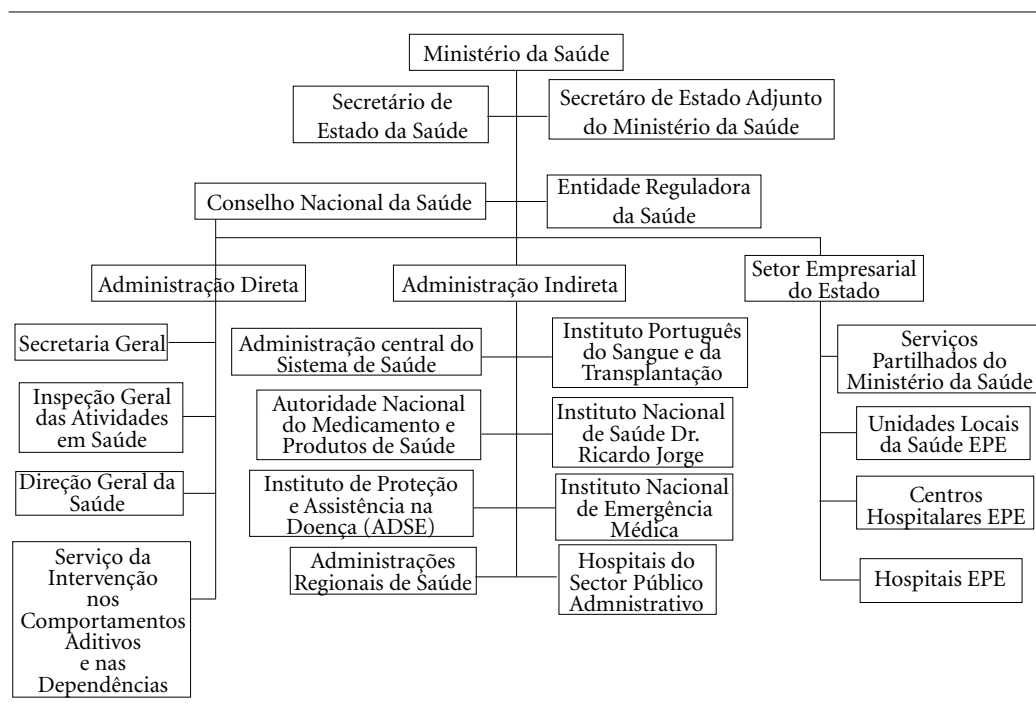 Ministério da Saúde
Secretário de
Estado da Saúde
Secretáro de Estado Adjunto
do Ministério da Saúde
Conselho Nacional da Saúde
Entidade Reguladora
da Saúde
Administração Direta
Administração Indireta
Setor Empresarial
do Estado
Secretaria Geral
Inspeção Geral
das Atividades
em Saúde
Direção Geral da
Saúde
Serviço da
Intervenção
nos
Comportamentos
Aditivos
e nas
Dependências
Administração central do
Sistema de Saúde
Instituto Português
do Sangue e da
Transplantação
Autoridade Nacional
do Medicamento e
Produtos de Saúde
Instituto Nacional
de Saúde Dr.
Ricardo Jorge
Instituto de Proteção
e Assistência na
Doença (ADSE)
Instituto Nacional
de Emergência
Médica
Administrações
Regionais de Saúde
Hospitais do
Sector Público
Admnistrativo
Serviços
Partilhados do
Ministério da Saúde
Unidades Locais
da Saúde EPE
Centros
Hospitalares EPE
Hospitais EPE